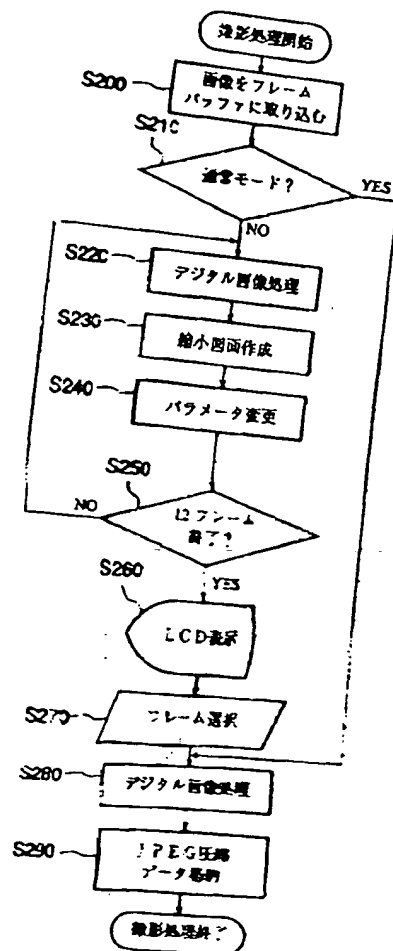 撮影処理開始
S200
画像をフレーム
バッファに取り込む
S210
通常モード?
YES
NO
S220
デジタル画像処理
S230
縮小図画作成
S240
パラメータ変更
S250
12フレーム
終了?
NO
YES
S260
LCD表示
S270
フレーム選択
S280
デジタル画像処理
S290
JPEG圧縮
データ格納
撮影処理終了